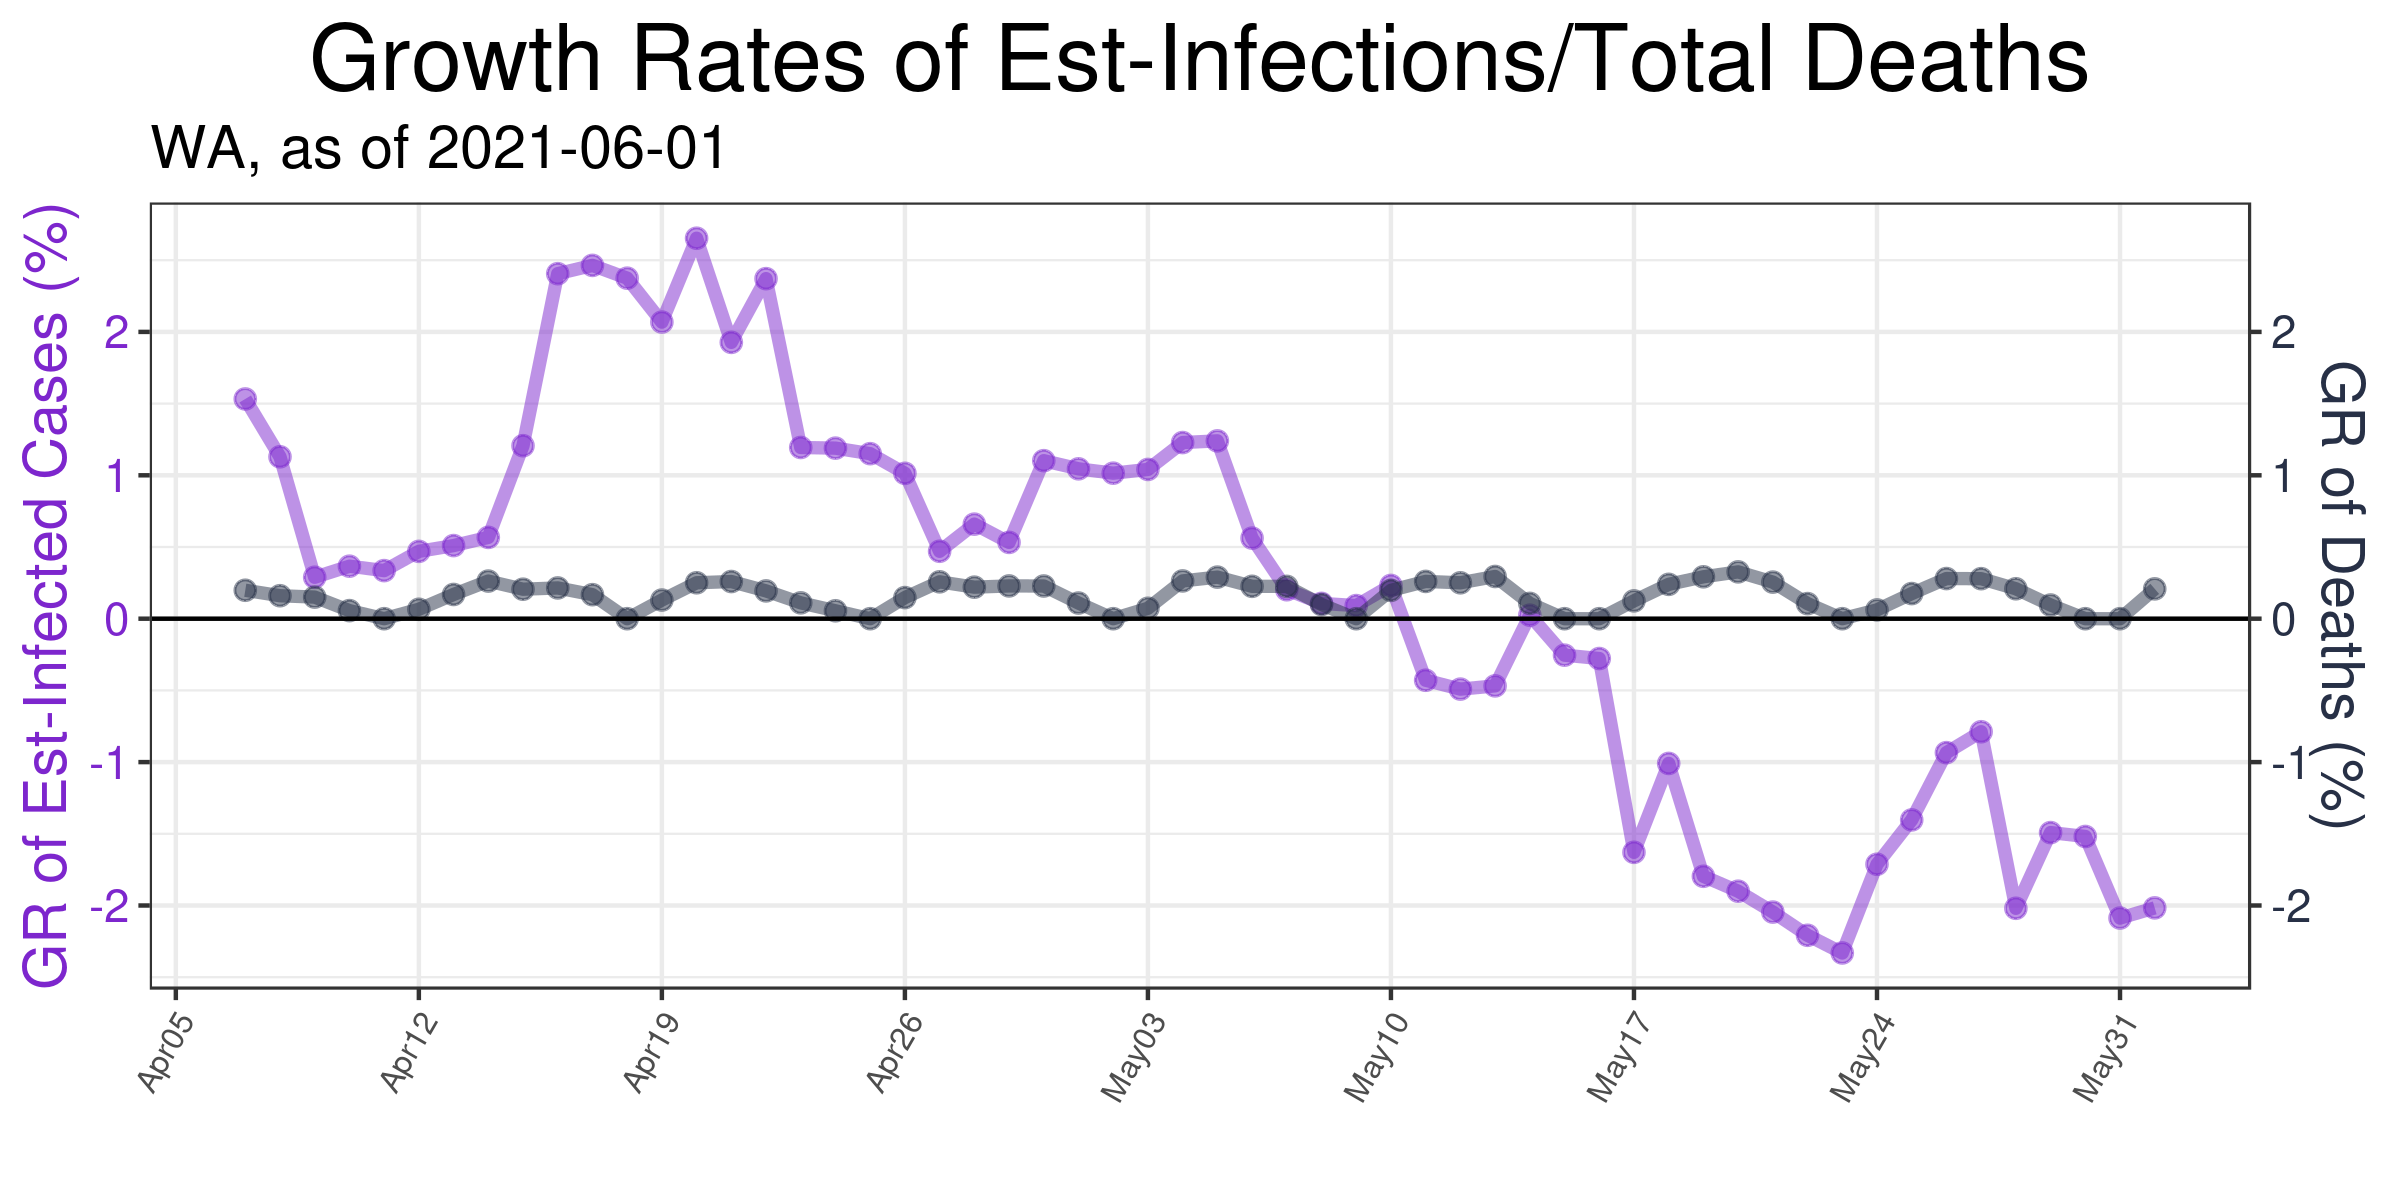 Growth Rates of Est-Infections/Total Deaths
WA, as of 2021-06-01
GR of Est-Infected Cases (%)
2
1
0
-1
-2
2
1
0
-1
-2
GR of Deaths (%)
Apr05
Apr12
Apr19
Apr26
May03
May10
May17
May24
May31